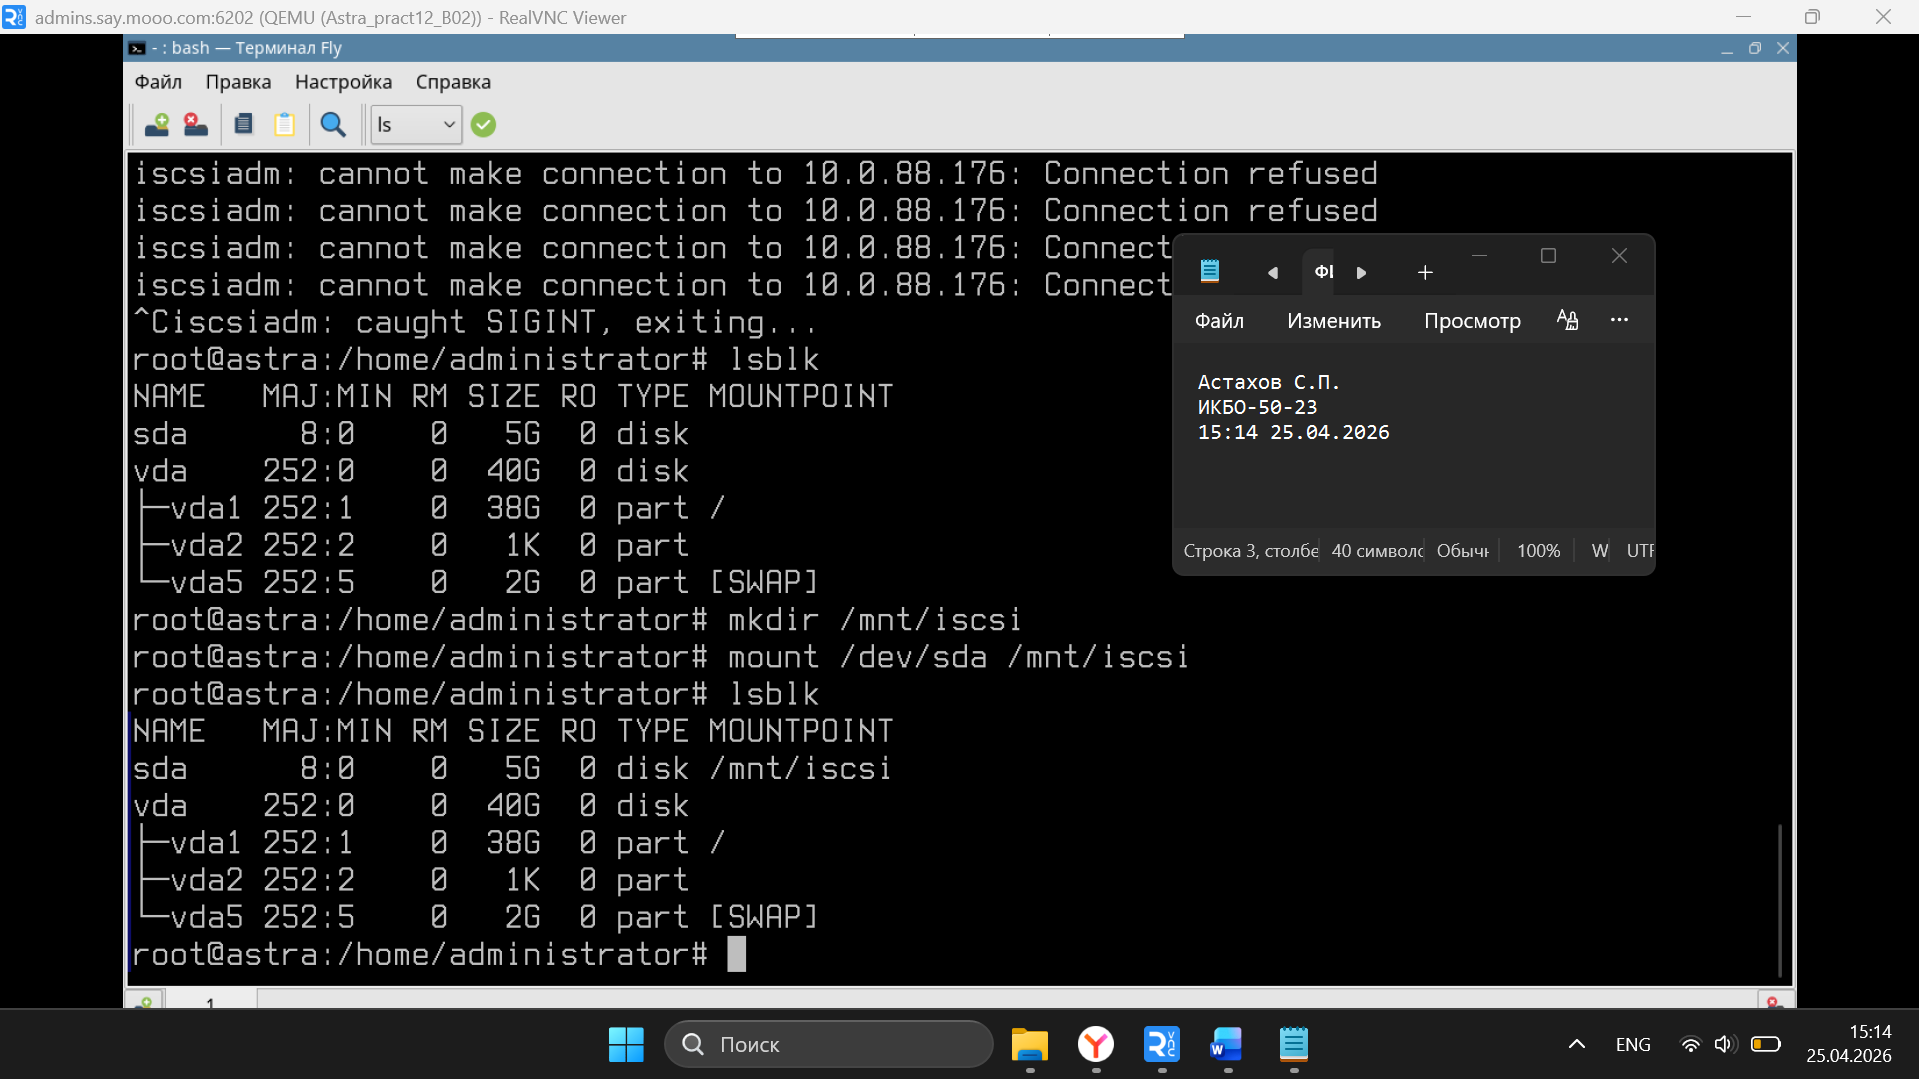 admins.say.mooo.com:6202 (QEMU (Astra_pract12_B02)) - RealVNC Viewer
- : bash — Терминал Fly
Файл Правка Настройка Справка
ls
iscsiadm: cannot make connection to 10.0.88.176: Connection refused
iscsiadm: cannot make connection to 10.0.88.176: Connection refused
iscsiadm: cannot make connection to 10.0.88.176: Connect
iscsiadm: cannot make connection to 10.0.88.176: Connect
^Ciscsiadm: caught SIGINT, exiting...
root@astra:/home/administrator# lsblk
NAME MAJ:MIN RM SIZE RO TYPE MOUNTPOINT
sda 8:0 0 5G 0 disk
vda 252:0 0 40G 0 disk
├─vda1 252:1 0 38G 0 part /
├─vda2 252:2 0 1K 0 part
└─vda5 252:5 0 2G 0 part [SWAP]
root@astra:/home/administrator# mkdir /mnt/iscsi
root@astra:/home/administrator# mount /dev/sda /mnt/iscsi
root@astra:/home/administrator# lsblk
NAME MAJ:MIN RM SIZE RO TYPE MOUNTPOINT
sda 8:0 0 5G 0 disk /mnt/iscsi
vda 252:0 0 40G 0 disk
├─vda1 252:1 0 38G 0 part /
├─vda2 252:2 0 1K 0 part
└─vda5 252:5 0 2G 0 part [SWAP]
root@astra:/home/administrator#
1
Файл Изменить Просмотр
Астахов С.П.
ИКБО-50-23
15:14 25.04.2026
Строка 3, столбе 40 символо Обычн 100% W UTF
Поиск
ENG
15:14
25.04.2026